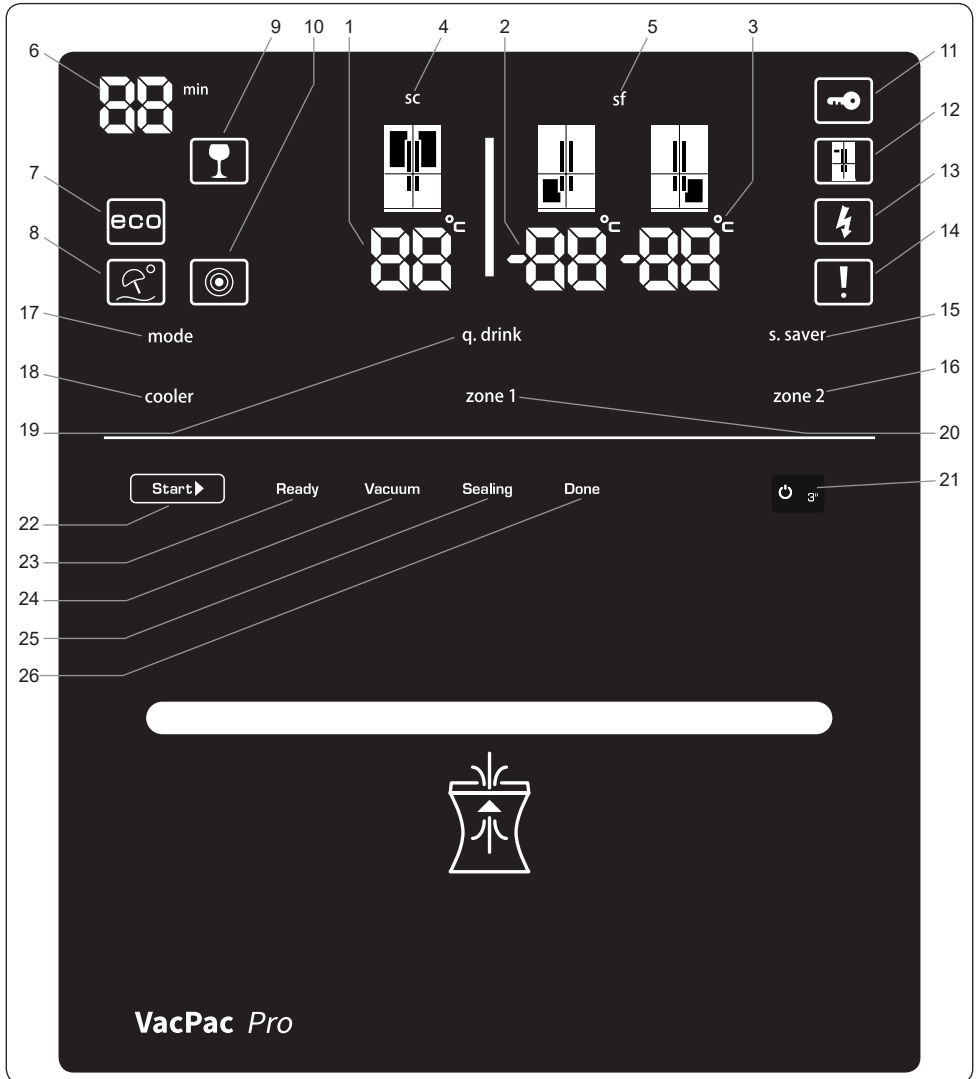 9 10 1 4 2 5 3
6 11
88 min
sc sf
12
7 13
eco
88 °c -88 °c -88 °c
8 14
!
17 15
mode q. drink s. saver
18 16
cooler zone 1 zone 2
19 20
Start Ready Vacuum Sealing Done 3" 21
22
23
24
25
26
VacPac Pro